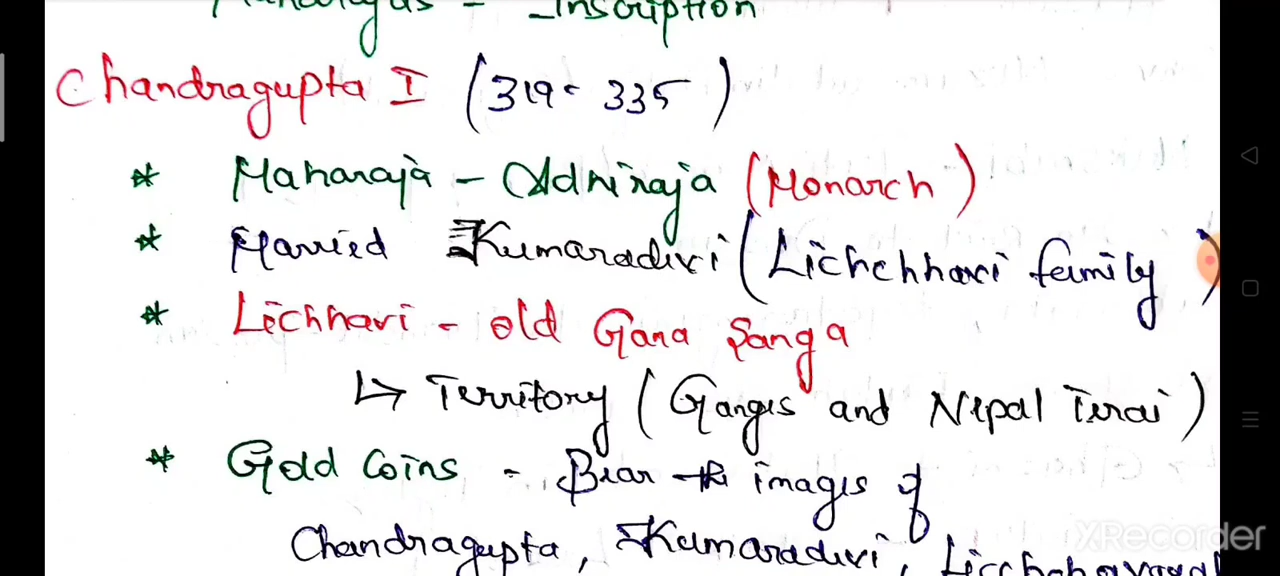 Inscription
Chandragupta I (319 - 335)
* Maharaja - Adhiraja (Monarch)
* Married Kumaradevi (Lichchhavi family)
* Lichhavi - old Gana Sanga
↳ Territory (Ganges and Nepal Terai)
* Gold Coins - Bear the images of
Chandragupta, Kumaradevi,
XRecorder